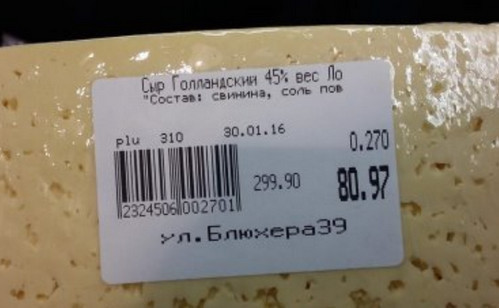 Сыр Голландский 45% вес Ло
"Состав: свинина, соль пов
plu 310 30.01.16
0.270
299.90 80.97
2324506 002701
ул.Блюхера39